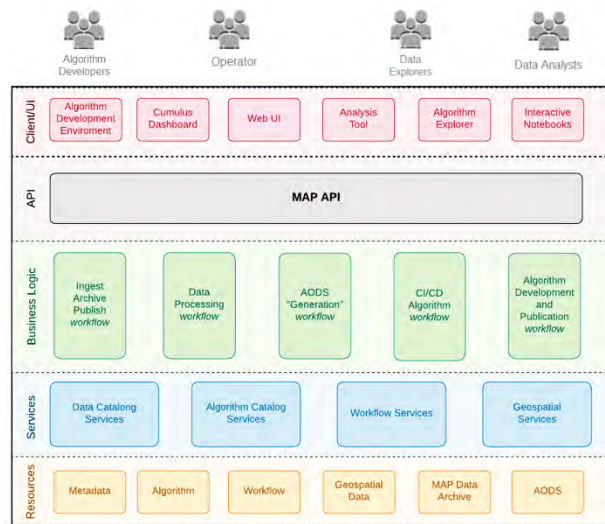 Algorithm
Developers
Operator
Data
Explorers
Data Analysts
Client/UI
Algorithm
Development
Enviroment
Cumulus
Dashboard
Web UI
Analysis
Tool
Algorithm
Explorer
Interactive
Notebooks
API
MAP API
Business Logic
Ingest
Archive
Publish
workflow
Data
Processing
workflow
AODS
"Generation"
workflow
CI/CD
Algorithm
workflow
Algorithm
Development
and
Publication
workflow
Services
Data Catalong
Services
Algorithm Catalog
Services
Workflow Services
Geospatial
Services
Resources
Metadata
Algorithm
Workflow
Geospatial
Data
MAP Data
Archive
AODS